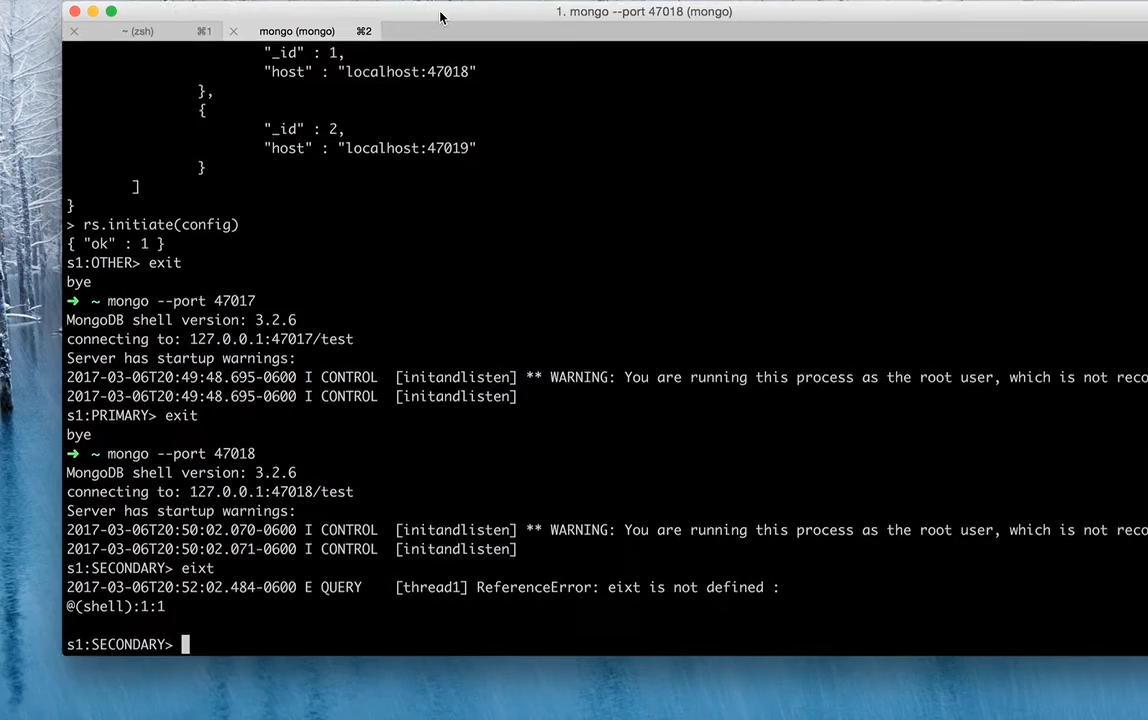 1. mongo --port 47018 (mongo)
~ (zsh) ⌘1 mongo (mongo) ⌘2
"_id" : 1,
"host" : "localhost:47018"
},
{
"_id" : 2,
"host" : "localhost:47019"
}
]
}
> rs.initiate(config)
{ "ok" : 1 }
s1:OTHER> exit
bye
➜ ~ mongo --port 47017
MongoDB shell version: 3.2.6
connecting to: 127.0.0.1:47017/test
Server has startup warnings:
2017-03-06T20:49:48.695-0600 I CONTROL [initandlisten] ** WARNING: You are running this process as the root user, which is not reco
2017-03-06T20:49:48.695-0600 I CONTROL [initandlisten]
s1:PRIMARY> exit
bye
➜ ~ mongo --port 47018
MongoDB shell version: 3.2.6
connecting to: 127.0.0.1:47018/test
Server has startup warnings:
2017-03-06T20:50:02.070-0600 I CONTROL [initandlisten] ** WARNING: You are running this process as the root user, which is not reco
2017-03-06T20:50:02.071-0600 I CONTROL [initandlisten]
s1:SECONDARY> eixt
2017-03-06T20:52:02.484-0600 E QUERY [thread1] ReferenceError: eixt is not defined :
@(shell):1:1
s1:SECONDARY>